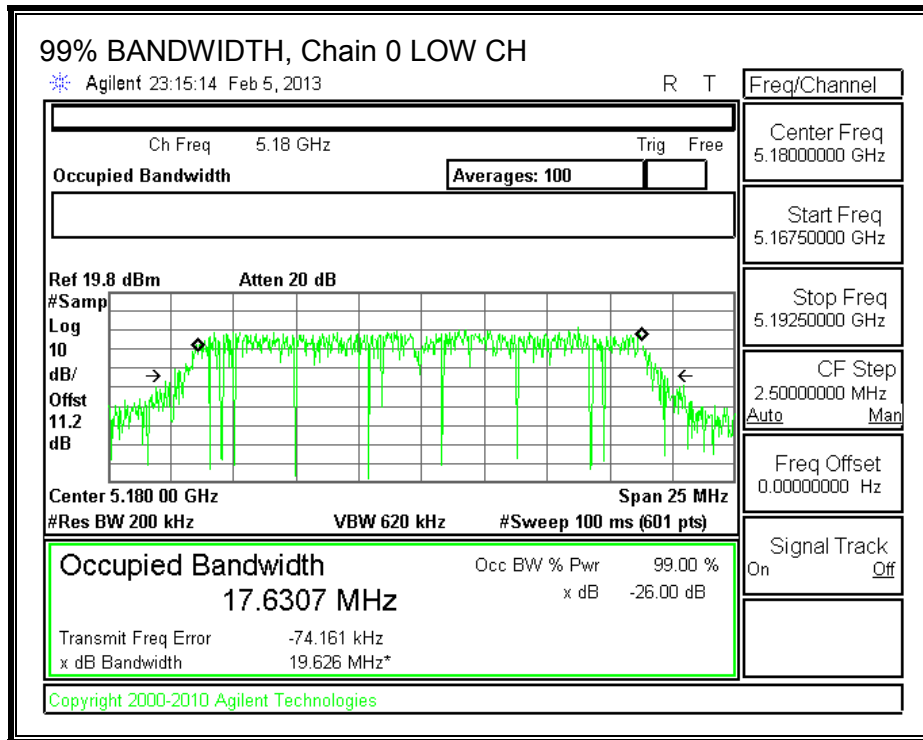 99% BANDWIDTH, Chain 0 LOW CH
Agilent 23:15:14 Feb 5, 2013 R T
Ch Freq 5.18 GHz Trig Free
Occupied Bandwidth Averages: 100
Ref 19.8 dBm Atten 20 dB
#Samp
Log
10
dB/
Offst
11.2
dB
Center 5.180 00 GHz Span 25 MHz
#Res BW 200 kHz VBW 620 kHz #Sweep 100 ms (601 pts)
Occupied Bandwidth Occ BW % Pwr 99.00 %
17.6307 MHz x dB -26.00 dB
Transmit Freq Error -74.161 kHz
x dB Bandwidth 19.626 MHz*
Copyright 2000-2010 Agilent Technologies
Freq/Channel
Center Freq
5.18000000 GHz
Start Freq
5.16750000 GHz
Stop Freq
5.19250000 GHz
CF Step
2.50000000 MHz
Auto Man
Freq Offset
0.00000000 Hz
Signal Track
On Off